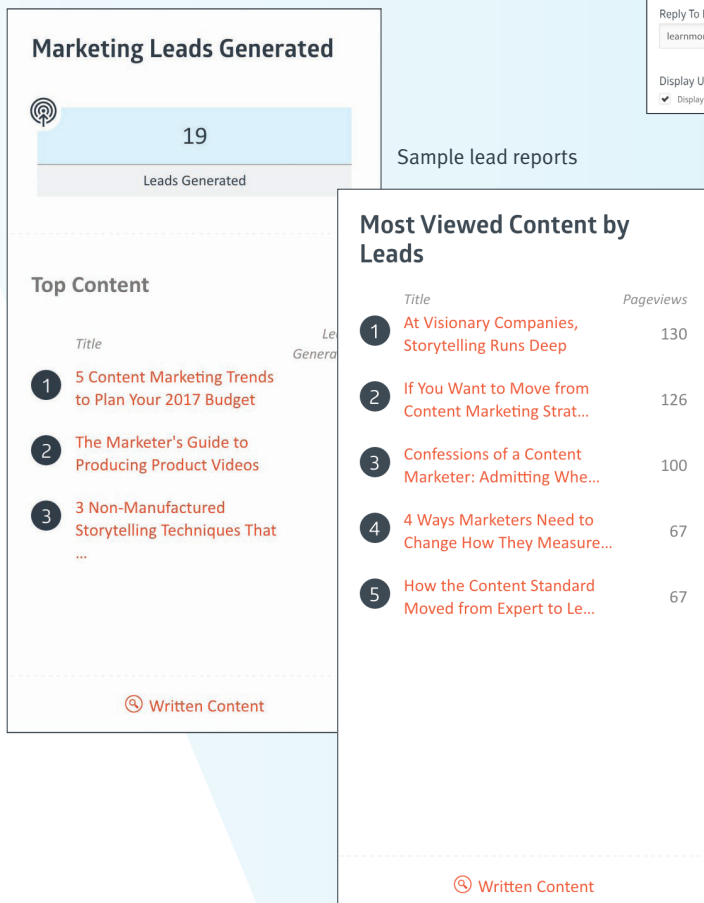 Reply To
learnmo
Display U
Display
Marketing Leads Generated
19
Leads Generated
Sample lead reports
Top Content
Title
1 5 Content Marketing Trends
to Plan Your 2017 Budget
2 The Marketer's Guide to
Producing Product Videos
3 3 Non-Manufactured
Storytelling Techniques That
...
Written Content
Most Viewed Content by
Leads
Title Pageviews
1 At Visionary Companies, 130
Storytelling Runs Deep
2 If You Want to Move from 126
Content Marketing Strat...
3 Confessions of a Content 100
Marketer: Admitting Whe...
4 4 Ways Marketers Need to 67
Change How They Measure...
5 How the Content Standard 67
Moved from Expert to Le...
Written Content